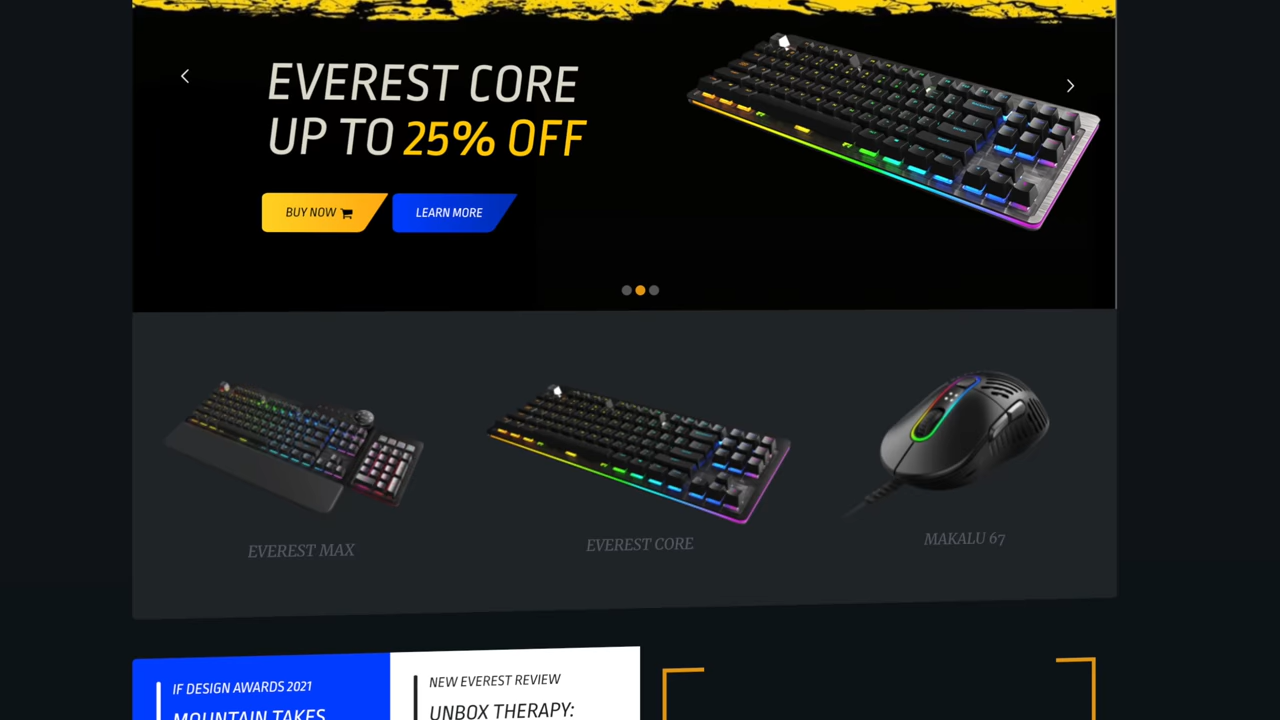 EVEREST CORE
UP TO 25% OFF
BUY NOW
LEARN MORE
EVEREST MAX
EVEREST CORE
MAKALU 67
IF DESIGN AWARDS 2021
MOUNTAIN TAKES
NEW EVEREST REVIEW
UNBOX THERAPY: